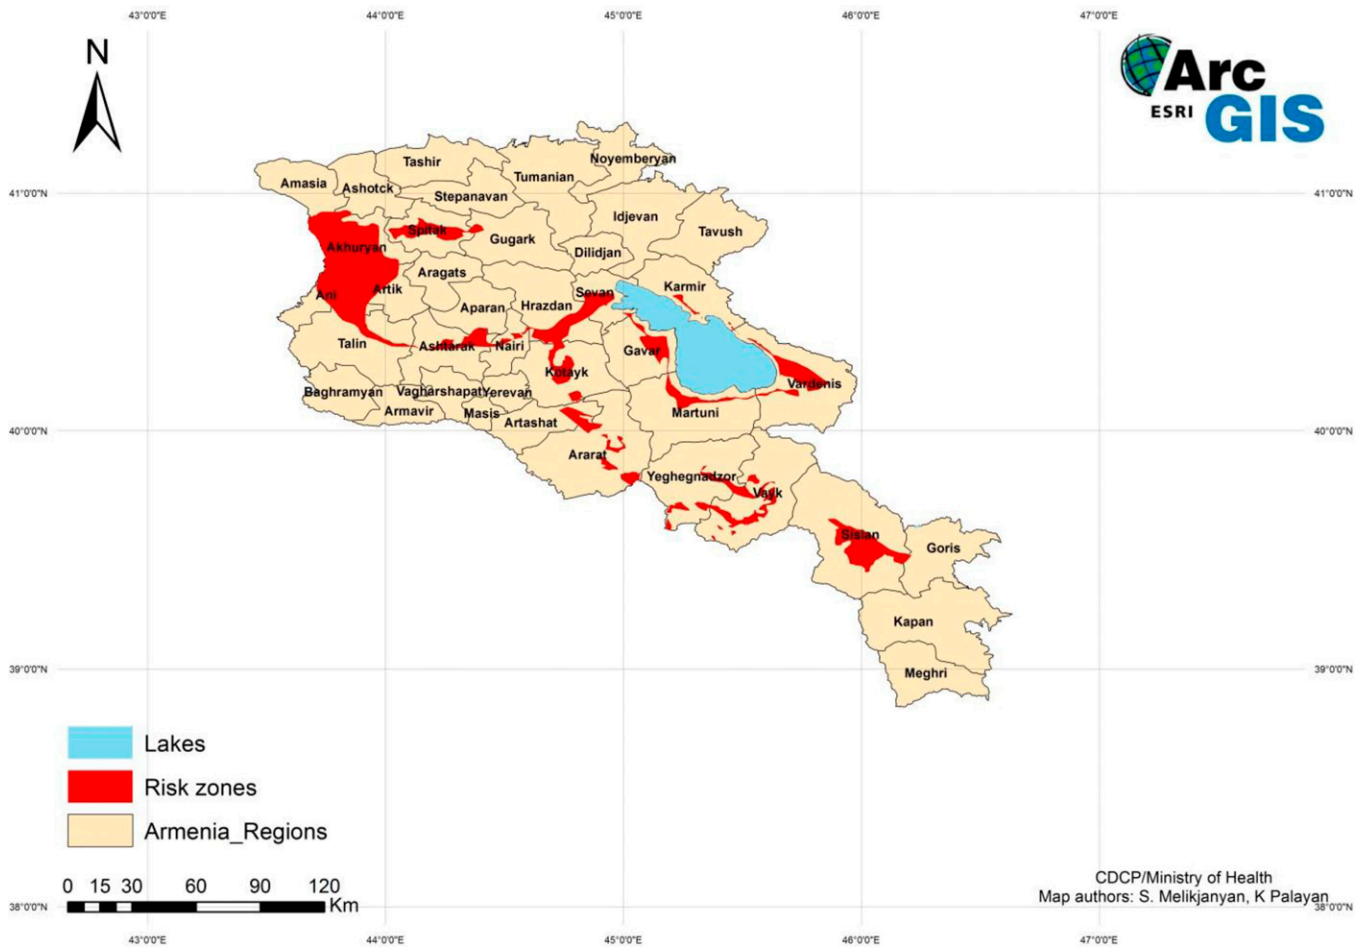 43°0'0"E 44°0'0"E 45°0'0"E 46°0'0"E 47°0'0"E
N
Arc
ESRI
GIS
Noyemberyan
Tashir
Tumanian
Amasia
Ashotck
41°0'0"N
41°0'0"N
Stepanavan
Idjevan
Spitak
Tavush
Gugark
Akhuryan
Dilidjan
Aragats
Karmir
Artik
Sevan
Ani
Aparan
Hrazdan
Talin
Ashtarak
Nairi
Gavar
Kotayk
Vardenis
Baghramyan
Vagharshapat
Yerevan
Armavir
Masis
Martuni
Artashat
40°0'0"N
40°0'0"N
Ararat
Yeghegnadzor
Vayk
Sisian
Goris
Kapan
39°0'0"N
39°0'0"N
Meghri
Lakes
Risk zones
Armenia_Regions
0 15 30 60 90 120
Km
CDCP/Ministry of Health
Map authors: S. Melikjanyan, K Palayan
38°0'0"N
38°0'0"N
43°0'0"E 44°0'0"E 45°0'0"E 46°0'0"E 47°0'0"E